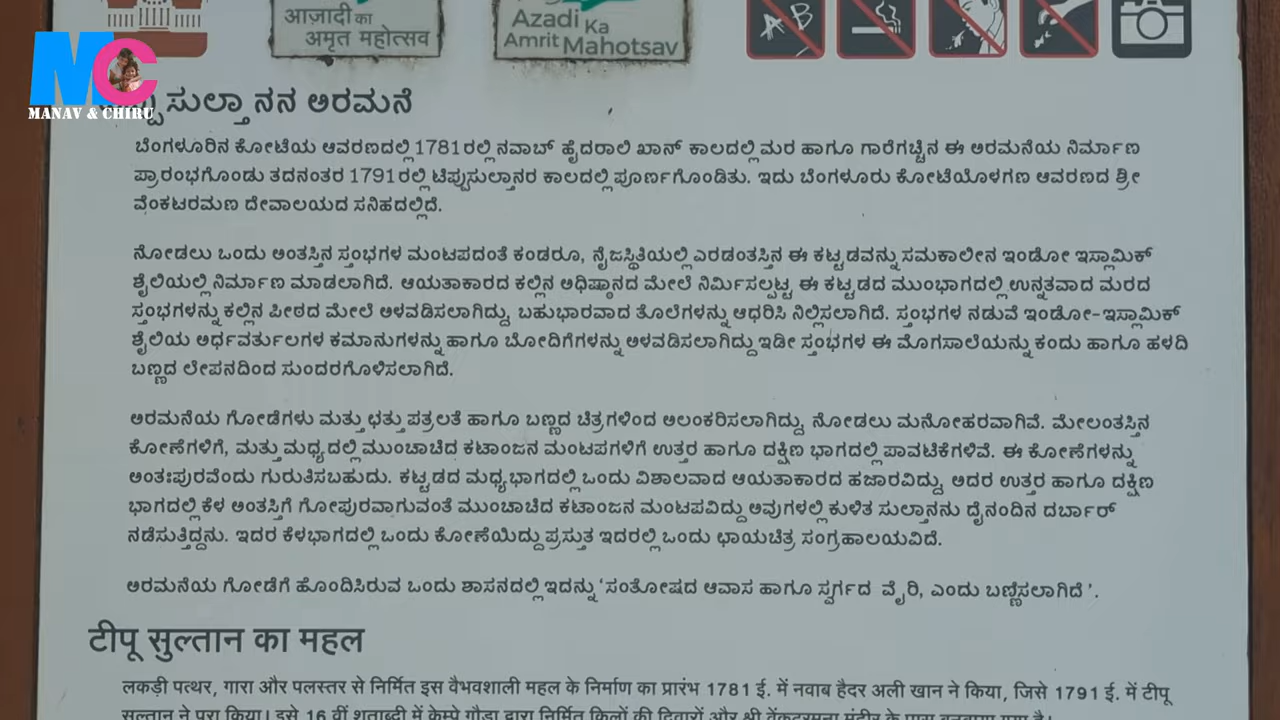 आज़ादी का
अमृत महोत्सव
Azadi Ka
Amrit Mahotsav
A B
MC
MANAV & CHIRU
ಸುಲ್ತಾನನ ಅರಮನೆ
ಬೆಂಗಳೂರಿನ ಕೋಟೆಯ ಆವರಣದಲ್ಲಿ 1781ರಲ್ಲಿ ನವಾಬ್ ಹೈದರಾಲಿ ಖಾನ್ ಕಾಲದಲ್ಲಿ ಮರ ಹಾಗೂ ಗಾರೆಗಚ್ಚಿನ ಈ ಅರಮನೆಯ ನಿರ್ಮಾಣ
ಪ್ರಾರಂಭಗೊಂಡು ತದನಂತರ 1791ರಲ್ಲಿ ಟಿಪ್ಪುಸುಲ್ತಾನರ ಕಾಲದಲ್ಲಿ ಪೂರ್ಣಗೊಂಡಿತು. ಇದು ಬೆಂಗಳೂರು ಕೋಟೆಯೊಳಗಣ ಆವರಣದ ಶ್ರೀ
ವೆಂಕಟರಮಣ ದೇವಾಲಯದ ಸನಿಹದಲ್ಲಿದೆ.
ನೋಡಲು ಒಂದು ಅಂತಸ್ತಿನ ಸ್ತಂಭಗಳ ಮಂಟಪದಂತೆ ಕಂಡರೂ, ನೈಜಸ್ಥಿತಿಯಲ್ಲಿ ಎರಡಂತಸ್ತಿನ ಈ ಕಟ್ಟಡವನ್ನು ಸಮಕಾಲೀನ ಇಂಡೋ ಇಸ್ಲಾಮಿಕ್
ಶೈಲಿಯಲ್ಲಿ ನಿರ್ಮಾಣ ಮಾಡಲಾಗಿದೆ. ಆಯತಾಕಾರದ ಕಲ್ಲಿನ ಅಧಿಷ್ಠಾನದ ಮೇಲೆ ನಿರ್ಮಿಸಲ್ಪಟ್ಟ ಈ ಕಟ್ಟಡದ ಮುಂಭಾಗದಲ್ಲಿ ಉನ್ನತವಾದ ಮರದ
ಸ್ತಂಭಗಳನ್ನು ಕಲ್ಲಿನ ಪೀಠದ ಮೇಲೆ ಅಳವಡಿಸಲಾಗಿದ್ದು, ಬಹುಭಾರವಾದ ತೊಲೆಗಳನ್ನು ಆಧರಿಸಿ ನಿಲ್ಲಿಸಲಾಗಿದೆ. ಸ್ತಂಭಗಳ ನಡುವೆ ಇಂಡೋ-ಇಸ್ಲಾಮಿಕ್
ಶೈಲಿಯ ಅರ್ಧವರ್ತುಲಗಳ ಕಮಾನುಗಳನ್ನು ಹಾಗೂ ಬೋದಿಗೆಗಳನ್ನು ಅಳವಡಿಸಲಾಗಿದ್ದು ಇಡೀ ಸ್ತಂಭಗಳ ಈ ಮೊಗಸಾಲೆಯನ್ನು ಕಂದು ಹಾಗೂ ಹಳದಿ
ಬಣ್ಣದ ಲೇಪನದಿಂದ ಸುಂದರಗೊಳಿಸಲಾಗಿದೆ.
ಅರಮನೆಯ ಗೋಡೆಗಳು ಮತ್ತು ಛತ್ತು ಪತ್ರಲತೆ ಹಾಗೂ ಬಣ್ಣದ ಚಿತ್ರಗಳಿಂದ ಅಲಂಕರಿಸಲಾಗಿದ್ದು, ನೋಡಲು ಮನೋಹರವಾಗಿವೆ. ಮೇಲಂತಸ್ತಿನ
ಕೋಣೆಗಳಿಗೆ, ಮತ್ತು ಮಧ್ಯದಲ್ಲಿ ಮುಂಚಾಚಿದ ಕಟಾಂಜನ ಮಂಟಪಗಳಿಗೆ ಉತ್ತರ ಹಾಗೂ ದಕ್ಷಿಣ ಭಾಗದಲ್ಲಿ ಪಾವಟಿಕೆಗಳಿವೆ. ಈ ಕೋಣೆಗಳನ್ನು
ಅಂತಃಪುರವೆಂದು ಗುರುತಿಸಬಹುದು. ಕಟ್ಟಡದ ಮಧ್ಯಭಾಗದಲ್ಲಿ ಒಂದು ವಿಶಾಲವಾದ ಆಯತಾಕಾರದ ಹಜಾರವಿದ್ದು, ಅದರ ಉತ್ತರ ಹಾಗೂ ದಕ್ಷಿಣ
ಭಾಗದಲ್ಲಿ ಕೆಳ ಅಂತಸ್ತಿಗೆ ಗೋಪುರವಾಗುವಂತೆ ಮುಂಚಾಚಿದ ಕಟಾಂಜನ ಮಂಟಪವಿದ್ದು ಅವುಗಳಲ್ಲಿ ಕುಳಿತ ಸುಲ್ತಾನನು ದೈನಂದಿನ ದರ್ಬಾರ್
ನಡೆಸುತ್ತಿದ್ದನು. ಇದರ ಕೆಳಭಾಗದಲ್ಲಿ ಒಂದು ಕೋಣೆಯಿದ್ದು ಪ್ರಸ್ತುತ ಇದರಲ್ಲಿ ಒಂದು ಛಾಯಚಿತ್ರ ಸಂಗ್ರಹಾಲಯವಿದೆ.
ಅರಮನೆಯ ಗೋಡೆಗೆ ಹೊಂದಿಸಿರುವ ಒಂದು ಶಾಸನದಲ್ಲಿ ಇದನ್ನು 'ಸಂತೋಷದ ಆವಾಸ ಹಾಗೂ ಸ್ವರ್ಗದ ವೈರಿ, ಎಂದು ಬಣ್ಣಿಸಲಾಗಿದೆ'.
टीपू सुल्तान का महल
लकड़ी पत्थर, गारा और पलस्तर से निर्मित इस वैभवशाली महल के निर्माण का प्रारंभ 1781 ई. में नवाब हैदर अली खान ने किया, जिसे 1791 ई. में टीपू
सुल्तान ने पूरा किया। इसे 16 वीं शताब्दी में केम्पे गौड़ा द्वारा निर्मित किलों की दिवारों और श्री वेंकटरमना मंदिर के पास बनवाया गया है।